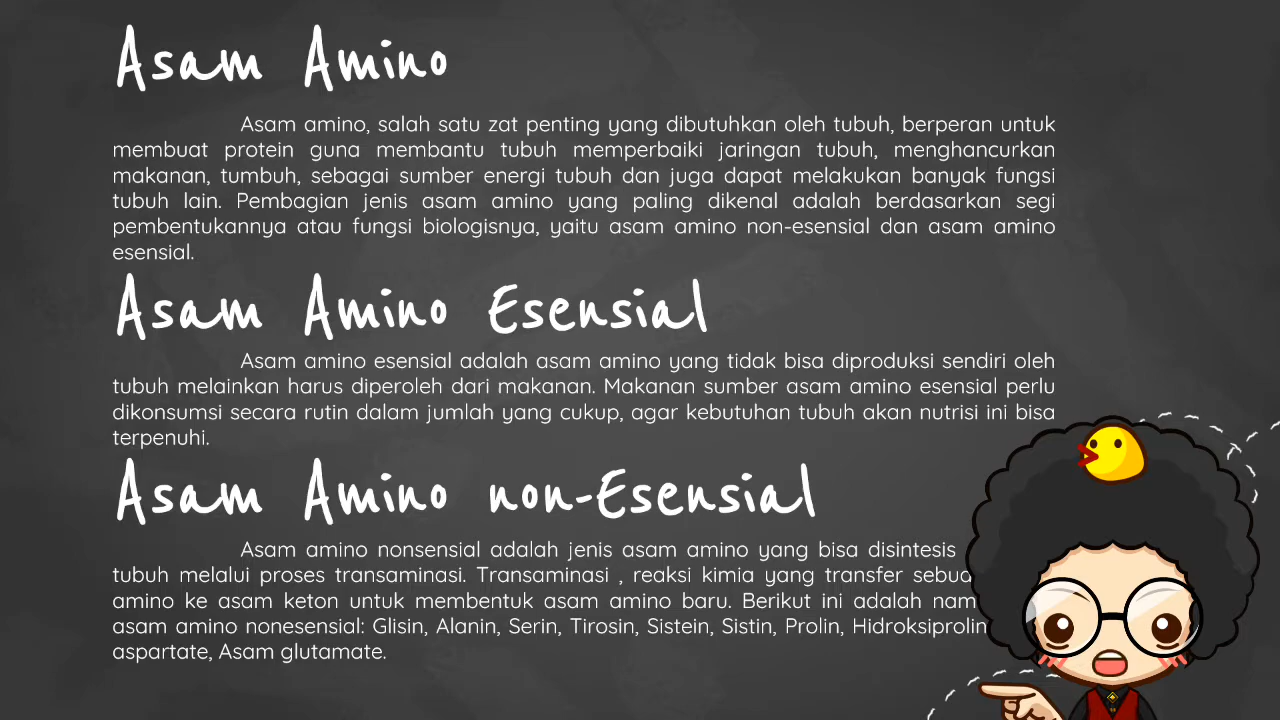 Asam Amino
Asam amino, salah satu zat penting yang dibutuhkan oleh tubuh, berperan untuk
membuat protein guna membantu tubuh memperbaiki jaringan tubuh, menghancurkan
makanan, tumbuh, sebagai sumber energi tubuh dan juga dapat melakukan banyak fungsi
tubuh lain. Pembagian jenis asam amino yang paling dikenal adalah berdasarkan segi
pembentukannya atau fungsi biologisnya, yaitu asam amino non-esensial dan asam amino
esensial.
Asam Amino Esensial
Asam amino esensial adalah asam amino yang tidak bisa diproduksi sendiri oleh
tubuh melainkan harus diperoleh dari makanan. Makanan sumber asam amino esensial perlu
dikonsumsi secara rutin dalam jumlah yang cukup, agar kebutuhan tubuh akan nutrisi ini bisa
terpenuhi.
Asam Amino non-Esensial
Asam amino nonsensial adalah jenis asam amino yang bisa disintesis
tubuh melalui proses transaminasi. Transaminasi , reaksi kimia yang transfer
amino ke asam keton untuk membentuk asam amino baru. Berikut ini adalah
asam amino nonesensial: Glisin, Alanin, Serin, Tirosin, Sistein, Sistin, Prolin, Hidroksiprolin
aspartate, Asam glutamate.